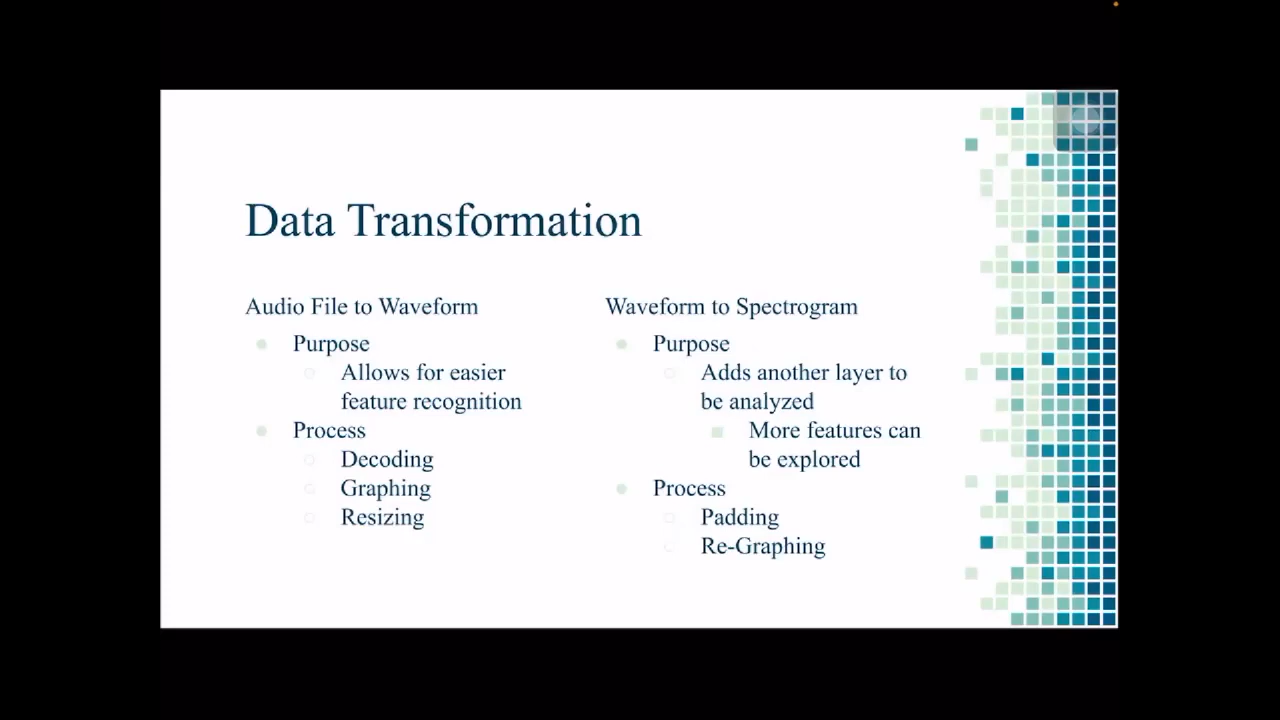 Data Transformation
Audio File to Waveform
Purpose
Allows for easier
feature recognition
Process
Decoding
Graphing
Resizing
Waveform to Spectrogram
Purpose
Adds another layer to
be analyzed
More features can
be explored
Process
Padding
Re-Graphing